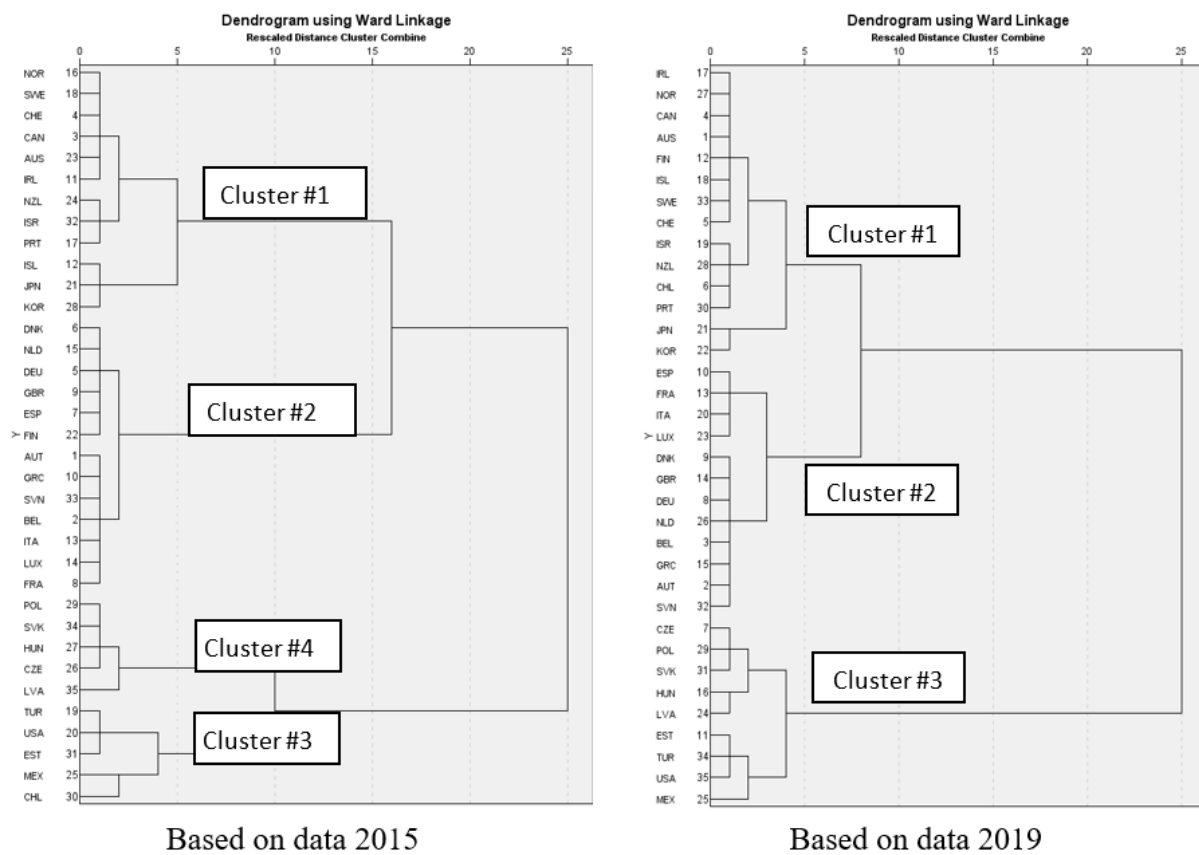 Dendrogram using Ward Linkage
Rescaled Distance Cluster Combine
0 5 10 15 20 25
NOR 16
SWE 18
CHE 4
CAN 3
AUS 23
IRL 11
NZL 24
ISR 32
PRT 17
ISL 12
JPN 21
KOR 28
DNK 6
NLD 15
DEU 5
GBR 9
ESP 7
Y FIN 22
AUT 1
GRC 10
SVN 33
BEL 2
ITA 13
LUX 14
FRA 8
POL 29
SVK 34
HUN 27
CZE 26
LVA 35
TUR 19
USA 20
EST 31
MEX 25
CHL 30
Cluster #1
Cluster #2
Cluster #4
Cluster #3
Based on data 2015
Dendrogram using Ward Linkage
Rescaled Distance Cluster Combine
0 5 10 15 20 25
IRL 17
NOR 27
CAN 4
AUS 1
FIN 12
ISL 18
SWE 33
CHE 5
ISR 19
NZL 28
CHL 6
PRT 30
JPN 21
KOR 22
ESP 10
FRA 13
ITA 20
Y LUX 23
DNK 9
GBR 14
DEU 8
NLD 26
BEL 3
GRC 15
AUT 2
SVN 32
CZE 7
POL 29
SVK 31
HUN 16
LVA 24
EST 11
TUR 34
USA 35
MEX 25
Cluster #1
Cluster #2
Cluster #3
Based on data 2019